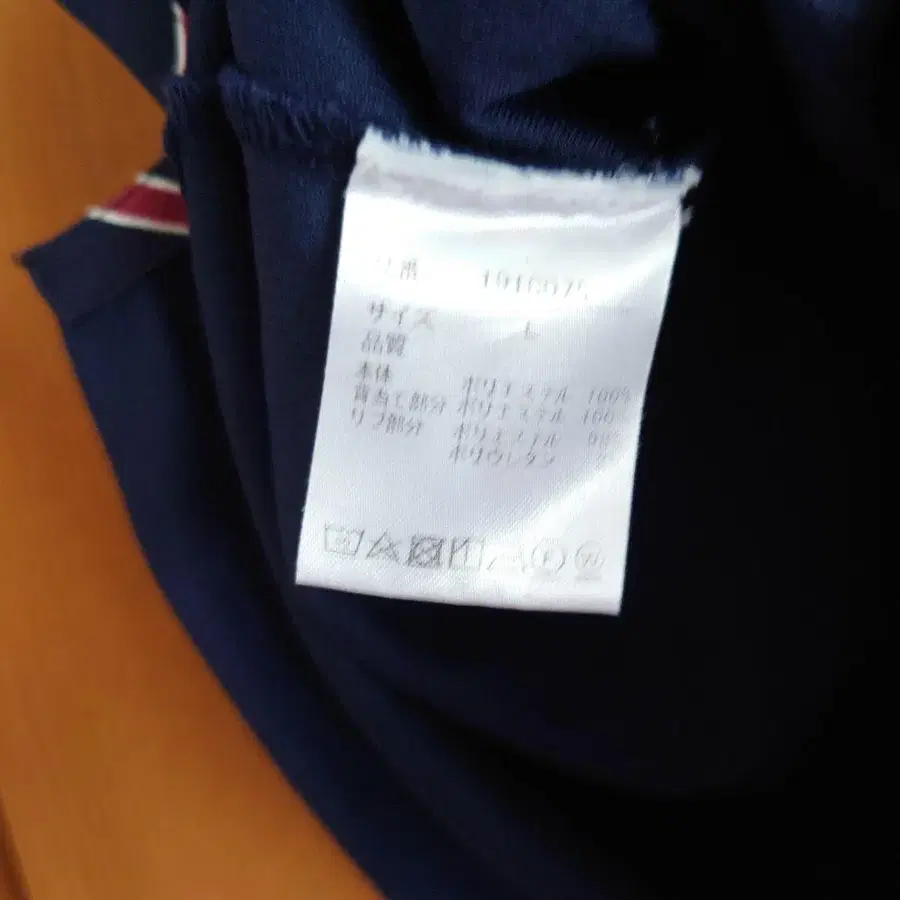 品番 1916075
サイズ L
品質
本体 ポリエステル 100%
背当て部分 ポリエステル 100%
リブ部分 ポリエステル
ポリウレタン